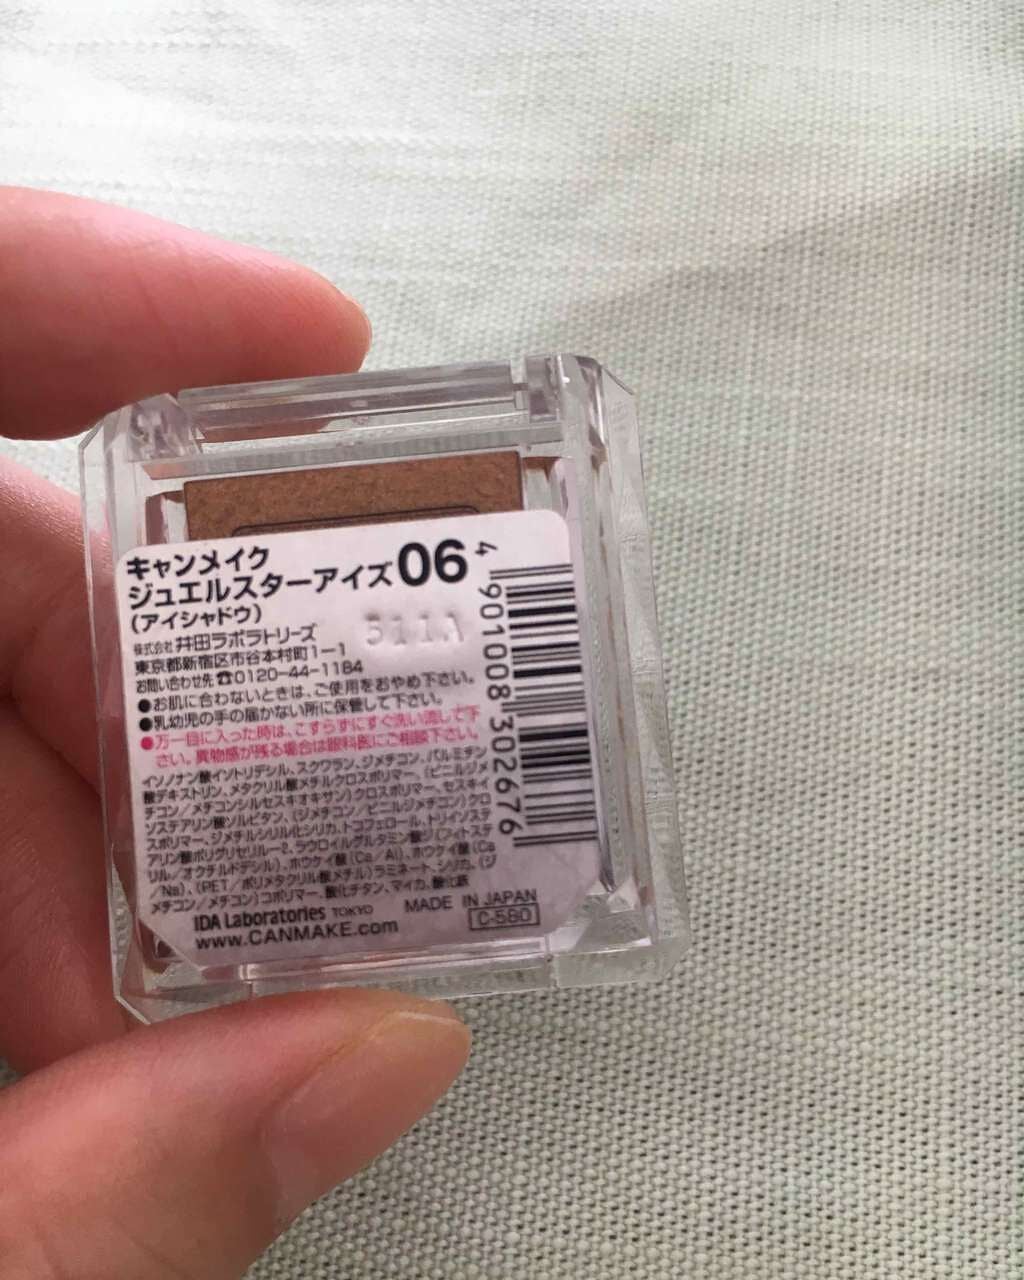 キャンメイク
ジュエルスターアイズ06
(アイシャドウ)
311A
株式会社 井田ラボラトリーズ
東京都新宿区市谷本村町1-1
お問い合わせ先☎0120-44-1184
●お肌に合わないときは、ご使用をおやめ下さい。
●乳幼児の手の届かない所に保管して下さい。
●万一目に入った時は、こすらずにすぐ洗い流して下
さい。異物感が残る場合は眼科医にご相談下さい。
イソノナン酸イソトリデシル、スクワラン、ジメチコン、パルミチン
酸デキストリン、メタクリル酸メチルクロスポリマー、(ビニルジメ
チコン/メチコンシルセスキオキサン)クロスポリマー、セスキイ
ソステアリン酸ソルビタン、(ジメチコン/ビニルジメチコン)クロ
スポリマー、ジメチルシリル化シリカ、トコフェロール、トリイソステ
アリン酸ポリグリセリル-2、ラウロイルグルタミン酸ジ(フィトステ
リル/オクチルドデシル)、ホウケイ酸(Ca/Al)、ホウケイ酸(Ca
/Na)、(PET/ポリメタクリル酸メチル)ラミネート、シリカ、(ジ
メチコン/メチコン)コポリマー、酸化チタン、マイカ、酸化鉄
IDA Laboratories TOKYO MADE IN JAPAN
www.CANMAKE.com C-580
4 901008 302676